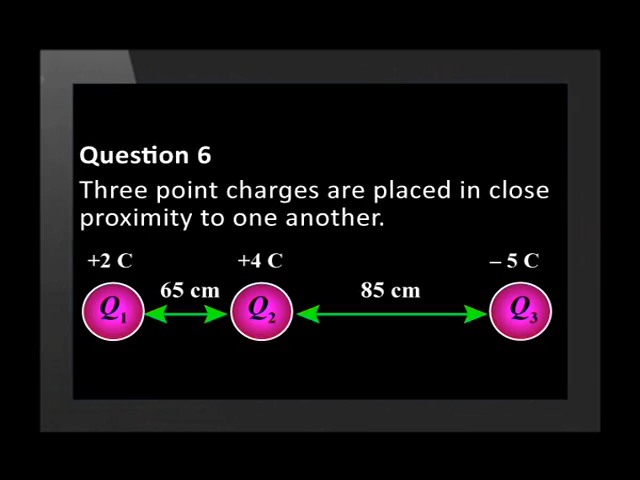 Question 6
Three point charges are placed in close
proximity to one another.
+2 C +4 C – 5 C
65 cm 85 cm
Q1 Q2 Q3